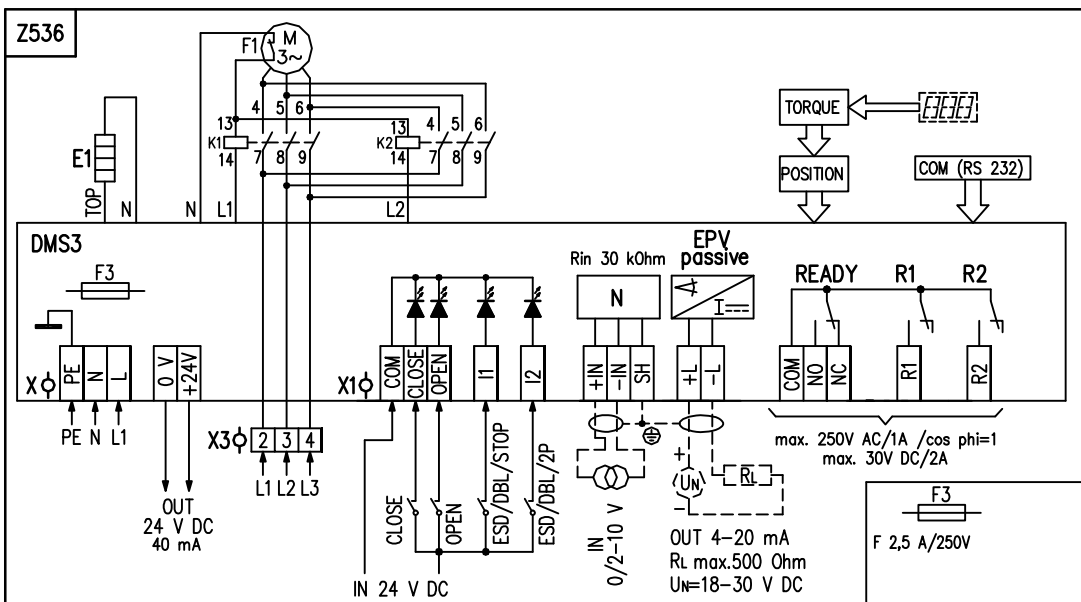 Z536
F1
M
3~
4 5 6
4 5 6
13
K1
14
7 8 9
13
K2
14
7 8 9
E1
TOP
N
N
L1
L2
TORQUE
POSITION
COM (RS 232)
DMS3
F3
EPV
passive
Rin 30 kOhm
N
I
READY
R1
R2
X
PE
N
L
0 V
+24V
X1
COM
CLOSE
OPEN
I1
I2
+IN
-IN
SH
+L
-L
COM
NO
NC
R1
R2
PE N L1
X3
2 3 4
L1 L2 L3
OUT
24 V DC
40 mA
CLOSE
OPEN
ESD/DBL/STOP
ESD/DBL/2P
IN 24 V DC
IN
0/2-10 V
+
UN
-
RL
OUT 4-20 mA
RL max.500 Ohm
UN=18-30 V DC
max. 250V AC/1A /cos phi=1
max. 30V DC/2A
F3
F 2,5 A/250V